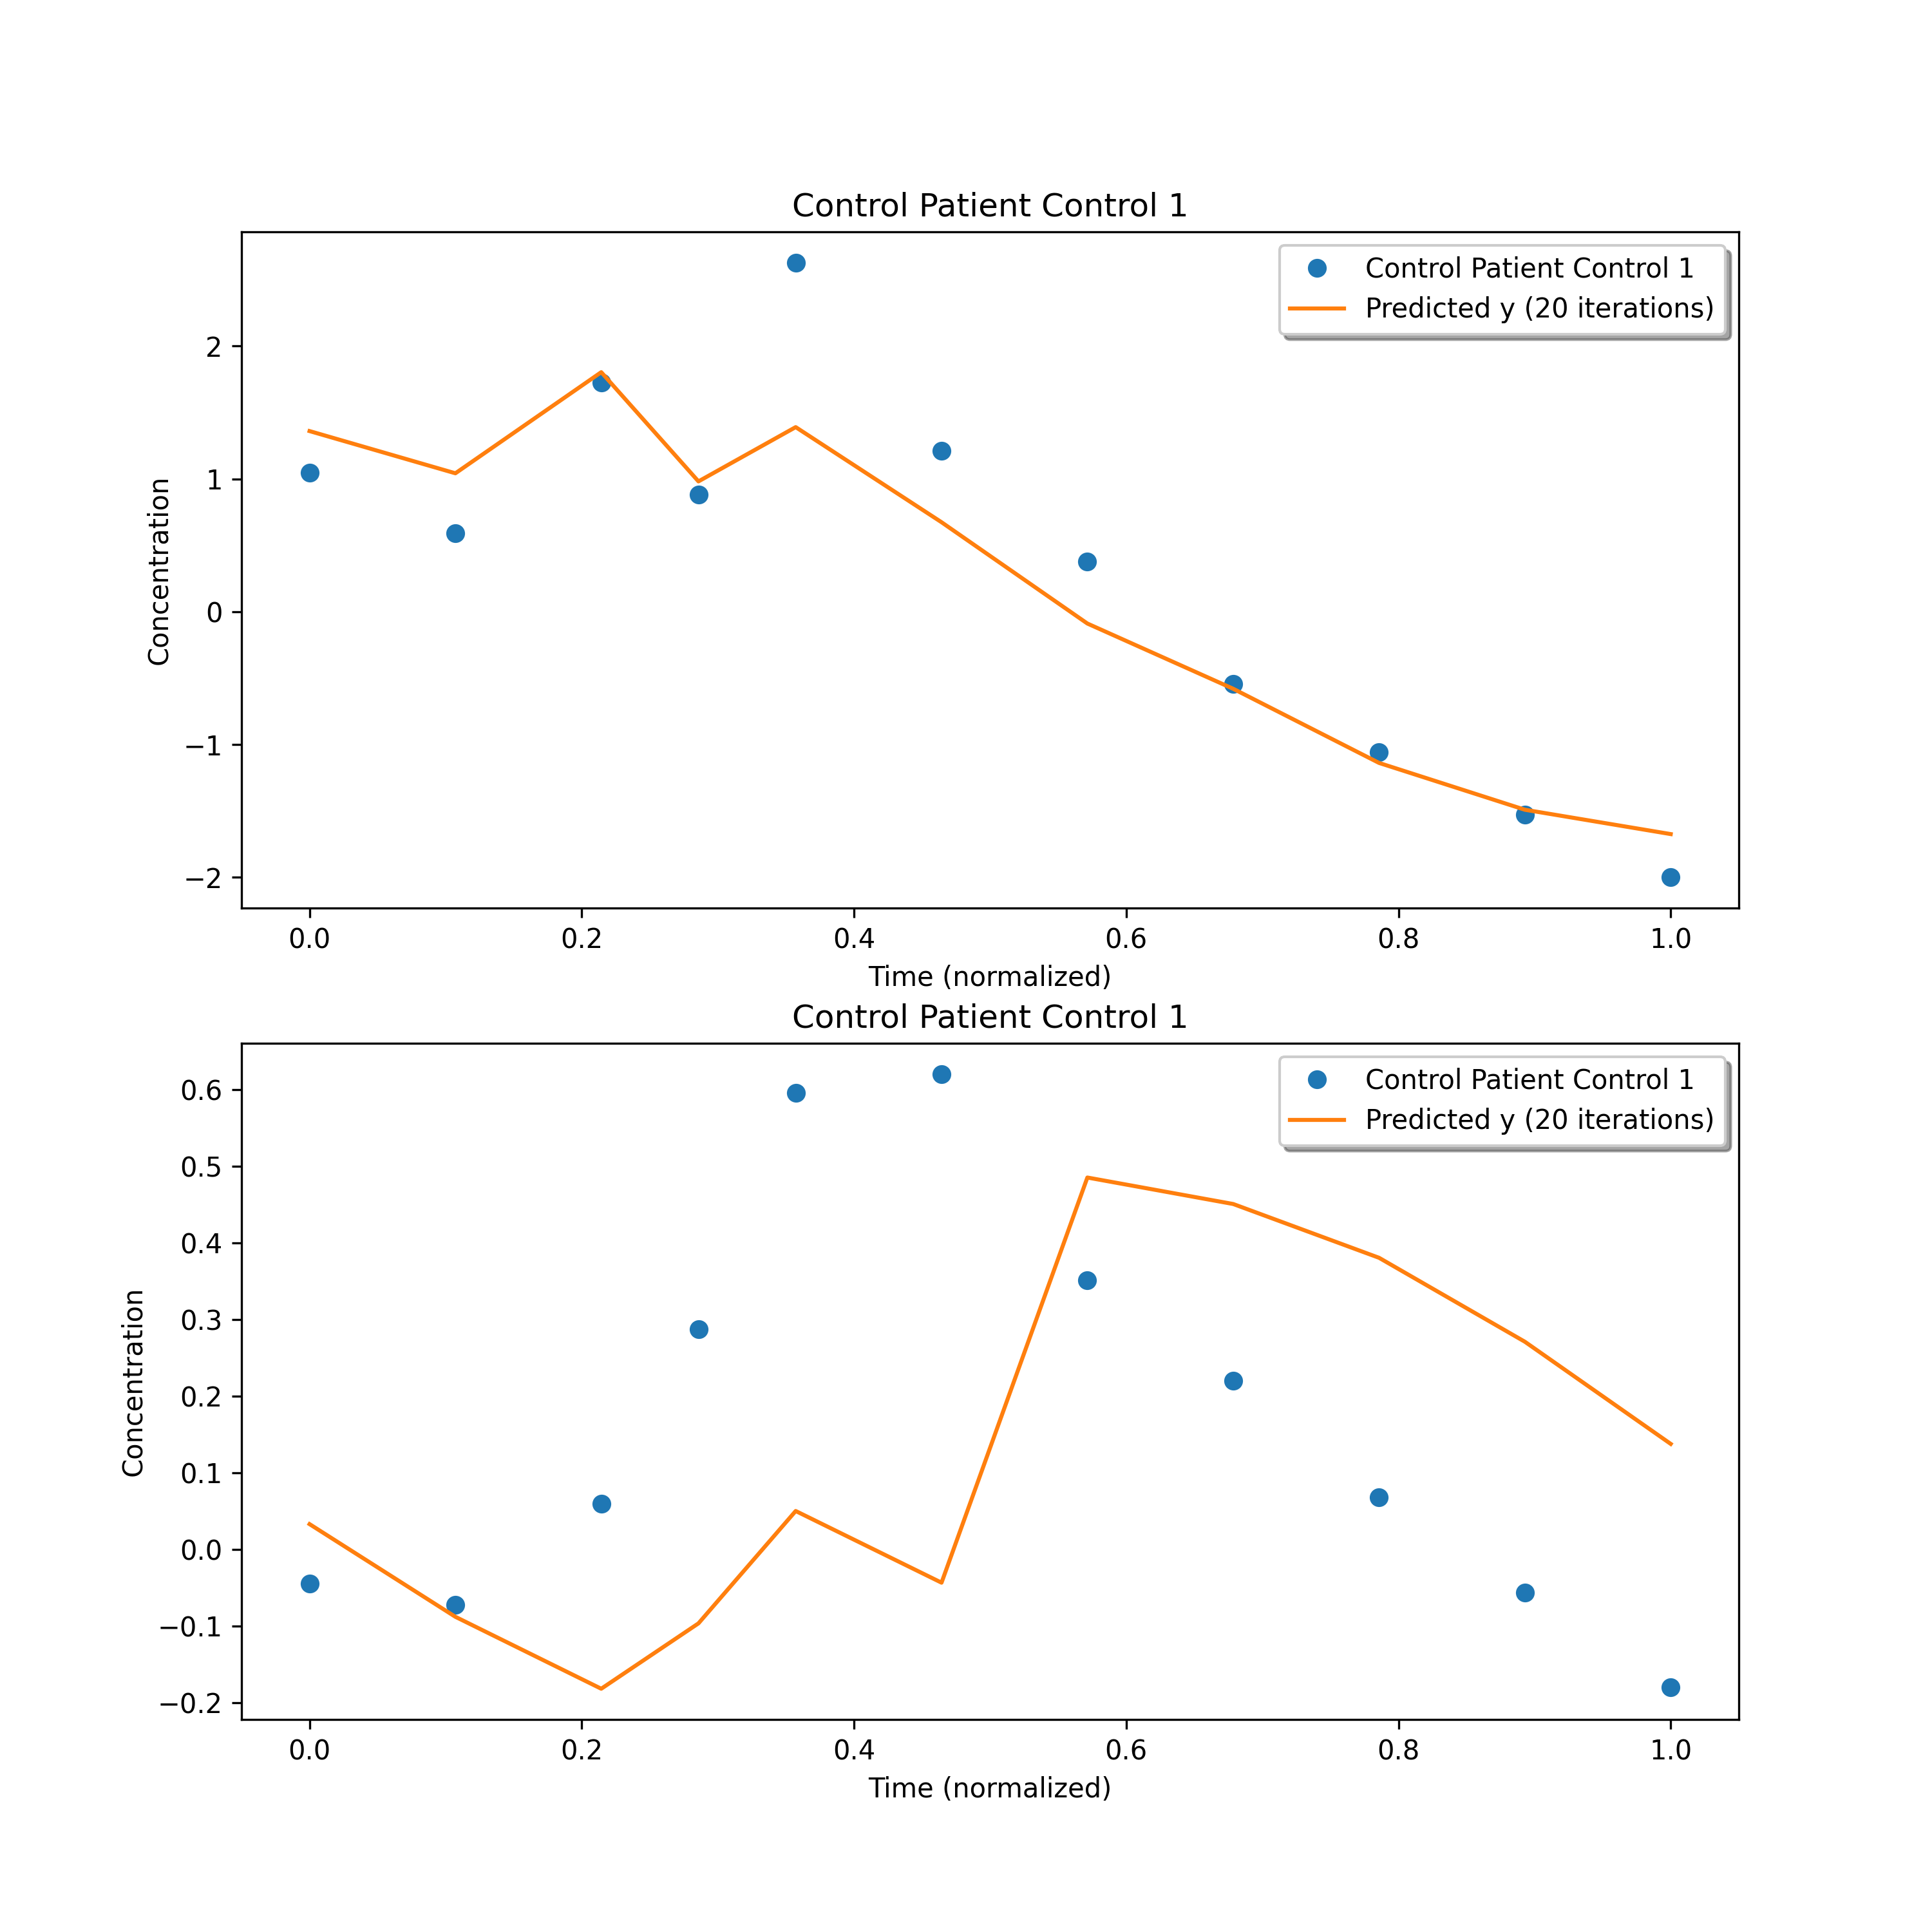 Control Patient Control 1
Control Patient Control 1
Predicted y (20 iterations)
Concentration
2
1
0
−1
−2
0.0 0.2 0.4 0.6 0.8 1.0
Time (normalized)
Control Patient Control 1
Control Patient Control 1
Predicted y (20 iterations)
Concentration
0.6
0.5
0.4
0.3
0.2
0.1
0.0
−0.1
−0.2
0.0 0.2 0.4 0.6 0.8 1.0
Time (normalized)